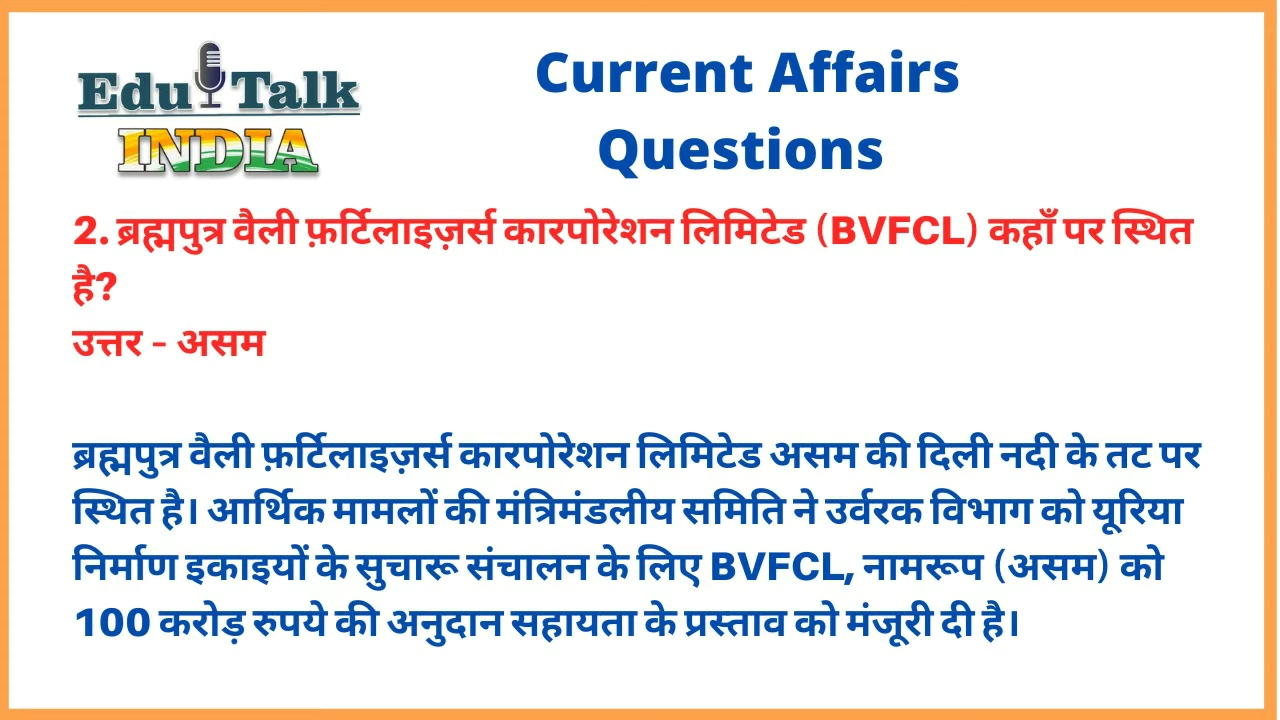 Edu Talk
INDIA
Current Affairs
Questions
2. ब्रह्मपुत्र वैली फ़र्टिलाइज़र्स कारपोरेशन लिमिटेड (BVFCL) कहाँ पर स्थित
है?
उत्तर - असम
ब्रह्मपुत्र वैली फ़र्टिलाइज़र्स कारपोरेशन लिमिटेड असम की दिली नदी के तट पर
स्थित है। आर्थिक मामलों की मंत्रिमंडलीय समिति ने उर्वरक विभाग को यूरिया
निर्माण इकाइयों के सुचारू संचालन के लिए BVFCL, नामरूप (असम) को
100 करोड़ रुपये की अनुदान सहायता के प्रस्ताव को मंजूरी दी है।